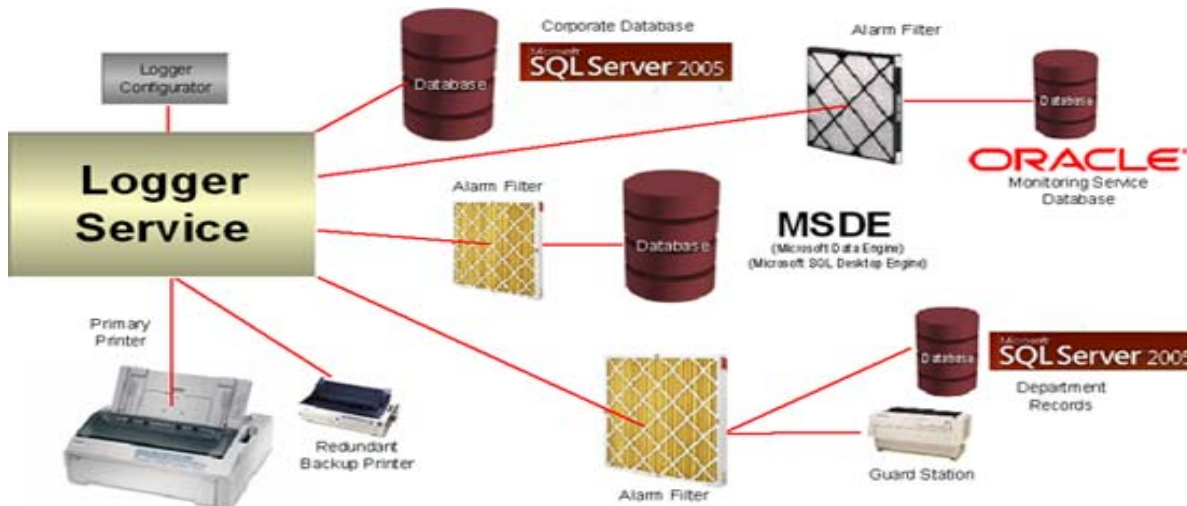 Corporate Database
Microsoft
SQL Server 2005
Alarm Filter
Logger
Configurator
Database
Database
ORACLE
Monitoring Service
Database
Logger
Service
Alarm Filter
Database
MSDE
(Microsoft Data Engine)
(Microsoft SQL Desktop Engine)
Primary
Printer
Database
Microsoft
SQL Server 2005
Department
Records
Redundant
Backup Printer
Guard Station
Alarm Filter